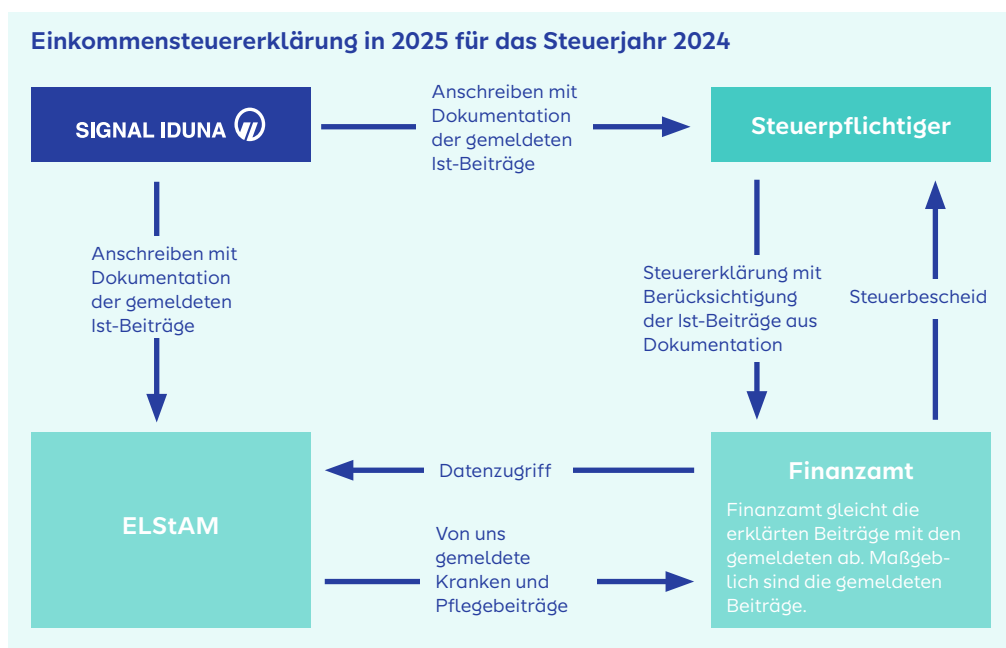 Einkommensteuererklärung in 2025 für das Steuerjahr 2024
SIGNAL IDUNA
Anschreiben mit
Dokumentation
der gemeldeten
Ist-Beiträge
Steuerpflichtiger
Anschreiben mit
Dokumentation
der gemeldeten
Ist-Beiträge
Steuererklärung mit
Berücksichtigung
der Ist-Beiträge aus
Dokumentation
Steuerbescheid
ELStAM
Datenzugriff
Von uns
gemeldete
Kranken und
Pflegebeiträge
Finanzamt
Finanzamt gleicht die
erklärten Beiträge mit den
gemeldeten ab. Maßgeb-
lich sind die gemeldeten
Beiträge.